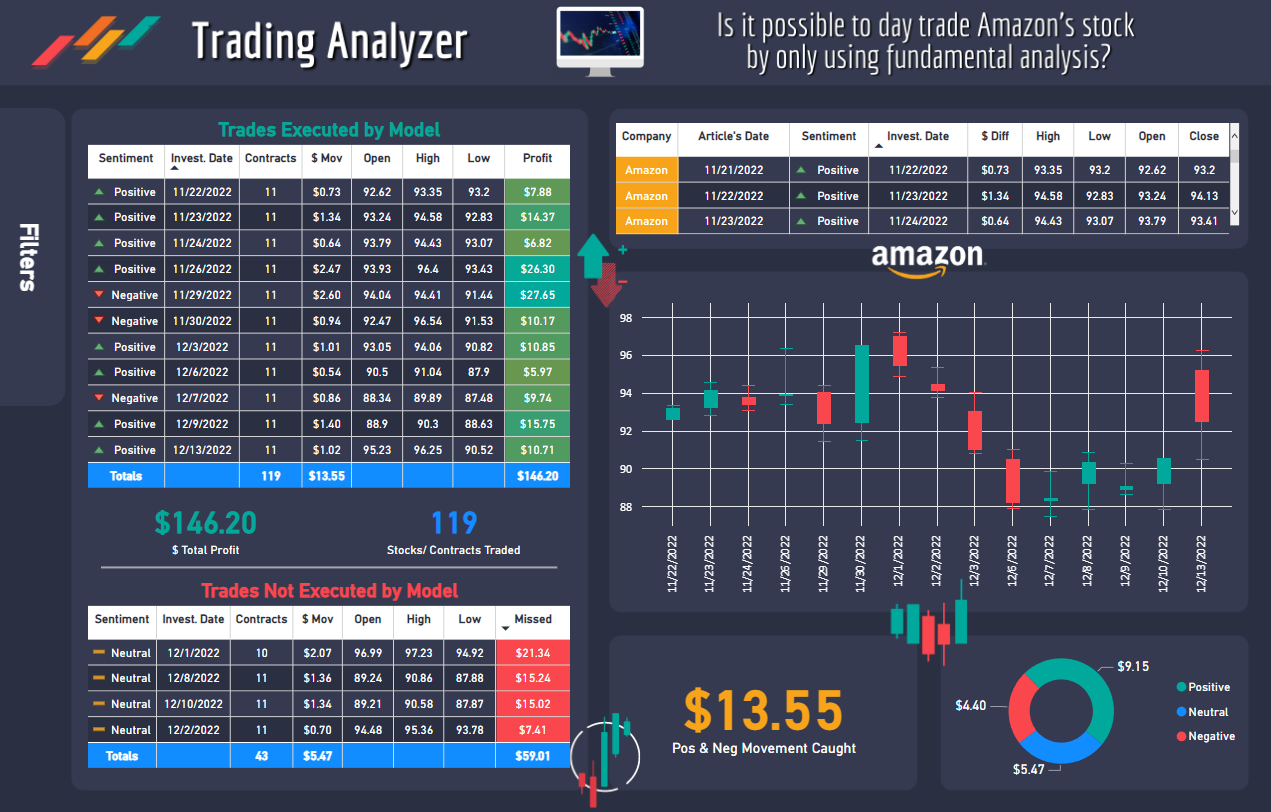 Trading Analyzer
Is it possible to day trade Amazon's stock
by only using fundamental analysis?
Filters
Trades Executed by Model
Sentiment Invest. Date Contracts $ Mov Open High Low Profit
Positive 11/22/2022 11 $0.73 92.62 93.35 93.2 $7.88
Positive 11/23/2022 11 $1.34 93.24 94.58 92.83 $14.37
Positive 11/24/2022 11 $0.64 93.79 94.43 93.07 $6.82
Positive 11/26/2022 11 $2.47 93.93 96.4 93.43 $26.30
Negative 11/29/2022 11 $2.60 94.04 94.41 91.44 $27.65
Negative 11/30/2022 11 $0.94 92.47 96.54 91.53 $10.17
Positive 12/3/2022 11 $1.01 93.05 94.06 90.82 $10.85
Positive 12/6/2022 11 $0.54 90.5 91.04 87.9 $5.97
Negative 12/7/2022 11 $0.86 88.34 89.89 87.48 $9.74
Positive 12/9/2022 11 $1.40 88.9 90.3 88.63 $15.75
Positive 12/13/2022 11 $1.02 95.23 96.25 90.52 $10.71
Totals 119 $13.55 $146.20
$146.20
$ Total Profit
119
Stocks/ Contracts Traded
Trades Not Executed by Model
Sentiment Invest. Date Contracts $ Mov Open High Low Missed
Neutral 12/1/2022 10 $2.07 96.99 97.23 94.92 $21.34
Neutral 12/8/2022 11 $1.36 89.24 90.86 87.88 $15.24
Neutral 12/10/2022 11 $1.34 89.21 90.58 87.87 $15.02
Neutral 12/2/2022 11 $0.70 94.48 95.36 93.78 $7.41
Totals 43 $5.47 $59.01
Company Article's Date Sentiment Invest. Date $ Diff High Low Open Close
Amazon 11/21/2022 Positive 11/22/2022 $0.73 93.35 93.2 92.62 93.2
Amazon 11/22/2022 Positive 11/23/2022 $1.34 94.58 92.83 93.24 94.13
Amazon 11/23/2022 Positive 11/24/2022 $0.64 94.43 93.07 93.79 93.41
amazon
98
96
94
92
90
88
11/22/2022
11/23/2022
11/24/2022
11/26/2022
11/29/2022
11/30/2022
12/1/2022
12/2/2022
12/3/2022
12/6/2022
12/7/2022
12/8/2022
12/9/2022
12/10/2022
12/13/2022
$13.55
Pos & Neg Movement Caught
$9.15
$4.40
$5.47
Positive
Neutral
Negative